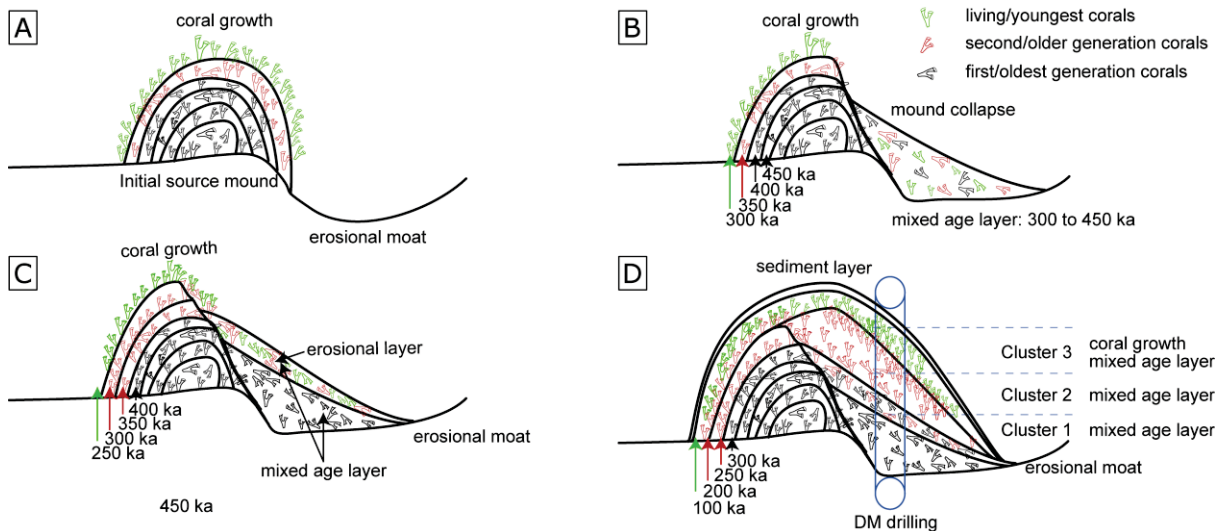 A
coral growth
Initial source mound
erosional moat
B
living/youngest corals
second/older generation corals
first/oldest generation corals
mound collapse
450 ka
400 ka
350 ka
300 ka
mixed age layer: 300 to 450 ka
C
coral growth
erosional layer
400 ka
350 ka
300 ka
250 ka
erosional moat
mixed age layer
450 ka
D
sediment layer
Cluster 3
coral growth
mixed age layer
Cluster 2
mixed age layer
Cluster 1
mixed age layer
300 ka
250 ka
200 ka
100 ka
erosional moat
DM drilling